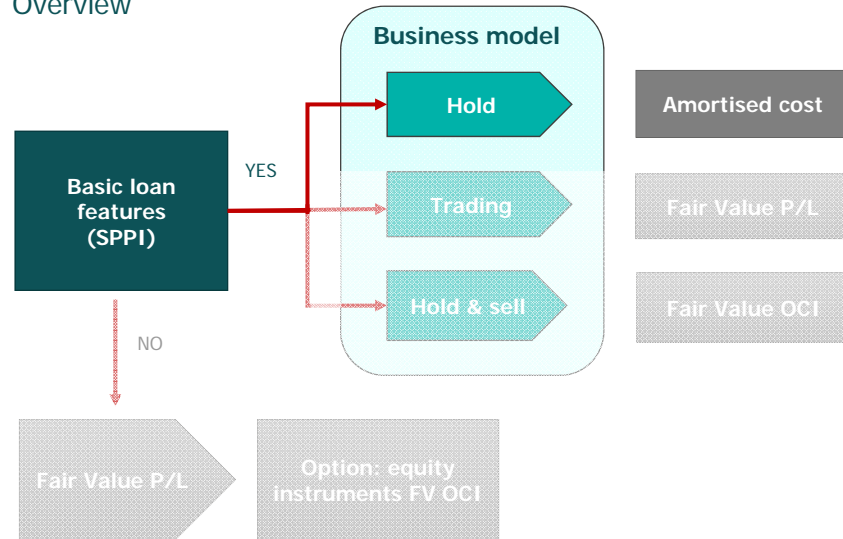 Overview
Business model
Hold
Amortised cost
Basic loan
features
(SPPI)
YES
Trading
Fair Value P/L
Hold & sell
Fair Value OCI
NO
Fair Value P/L
Option: equity
instruments FV OCI